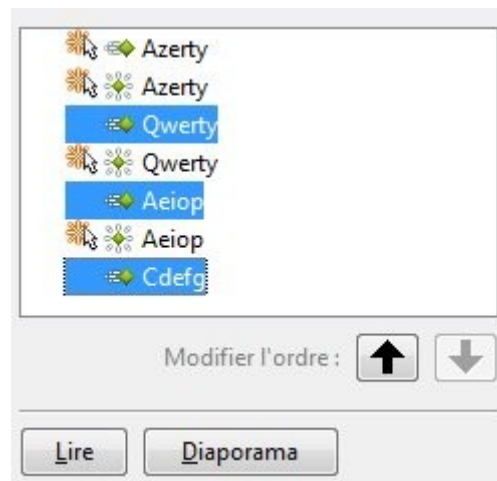 Azerty
Azerty
Qwerty
Qwerty
Aeiop
Aeiop
Cdefg
Modifier l'ordre :
Lire Diaporama